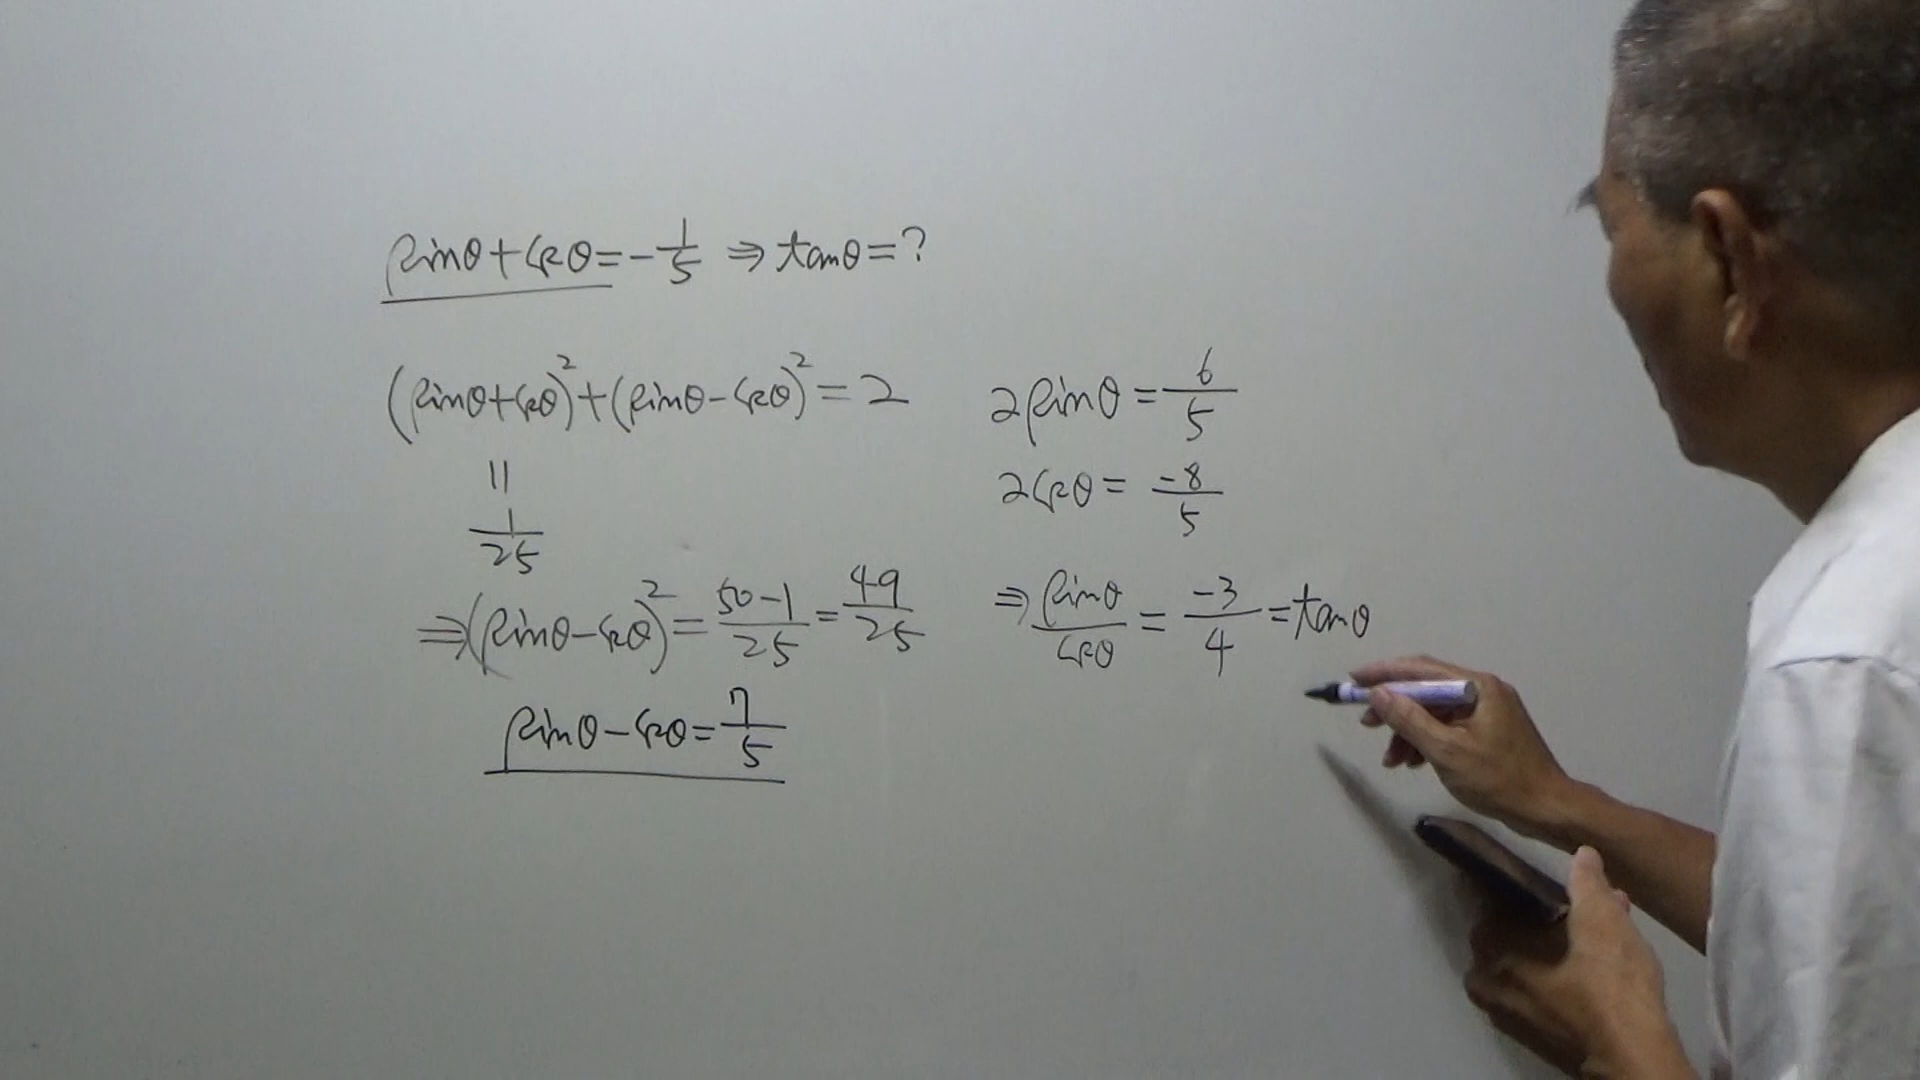 sinθ+cosθ=-1/5 ⇒ tanθ=?
(sinθ+cosθ)²+(sinθ-cosθ)²=2
||
1/25
⇒(sinθ-cosθ)²=(50-1)/25=49/25
sinθ-cosθ=7/5
2sinθ=6/5
2cosθ=-8/5
⇒sinθ/cosθ=-3/4=tanθ